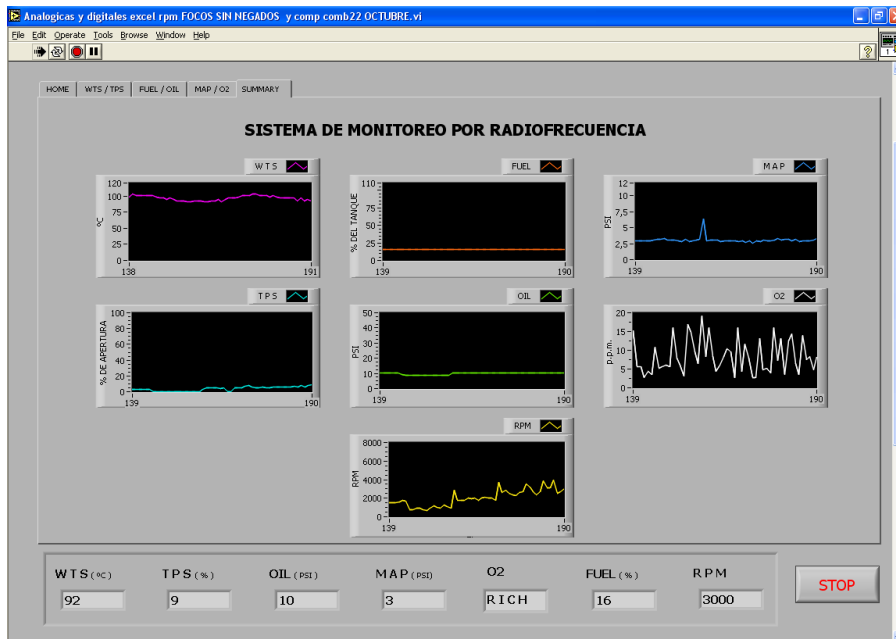 Analogicas y digitales excel rpm FOCOS SIN NEGADOS y comp comb22 OCTUBRE.vi
File Edit Operate Tools Browse Window Help
?
1
HOME WTS / TPS FUEL / OIL MAP / O2 SUMMARY
SISTEMA DE MONITOREO POR RADIOFRECUENCIA
WTS
ºC
120
100
75
50
25
0
138 191
FUEL
% DEL TANQUE
110
75
50
25
0
139 190
MAP
PSI
12
10
7,5
5
2,5
0
139 190
TPS
% DE APERTURA
100
80
60
40
20
0
139 190
OIL
PSI
50
40
30
20
10
0
139 190
O2
p.p.m.
20
15
10
5
0
139 190
RPM
RPM
8000
6000
4000
2000
0
139 190
WTS (ºC) TPS (%) OIL (PSI) MAP (PSI) O2 FUEL (%) RPM
92 9 10 3 RICH 16 3000
STOP